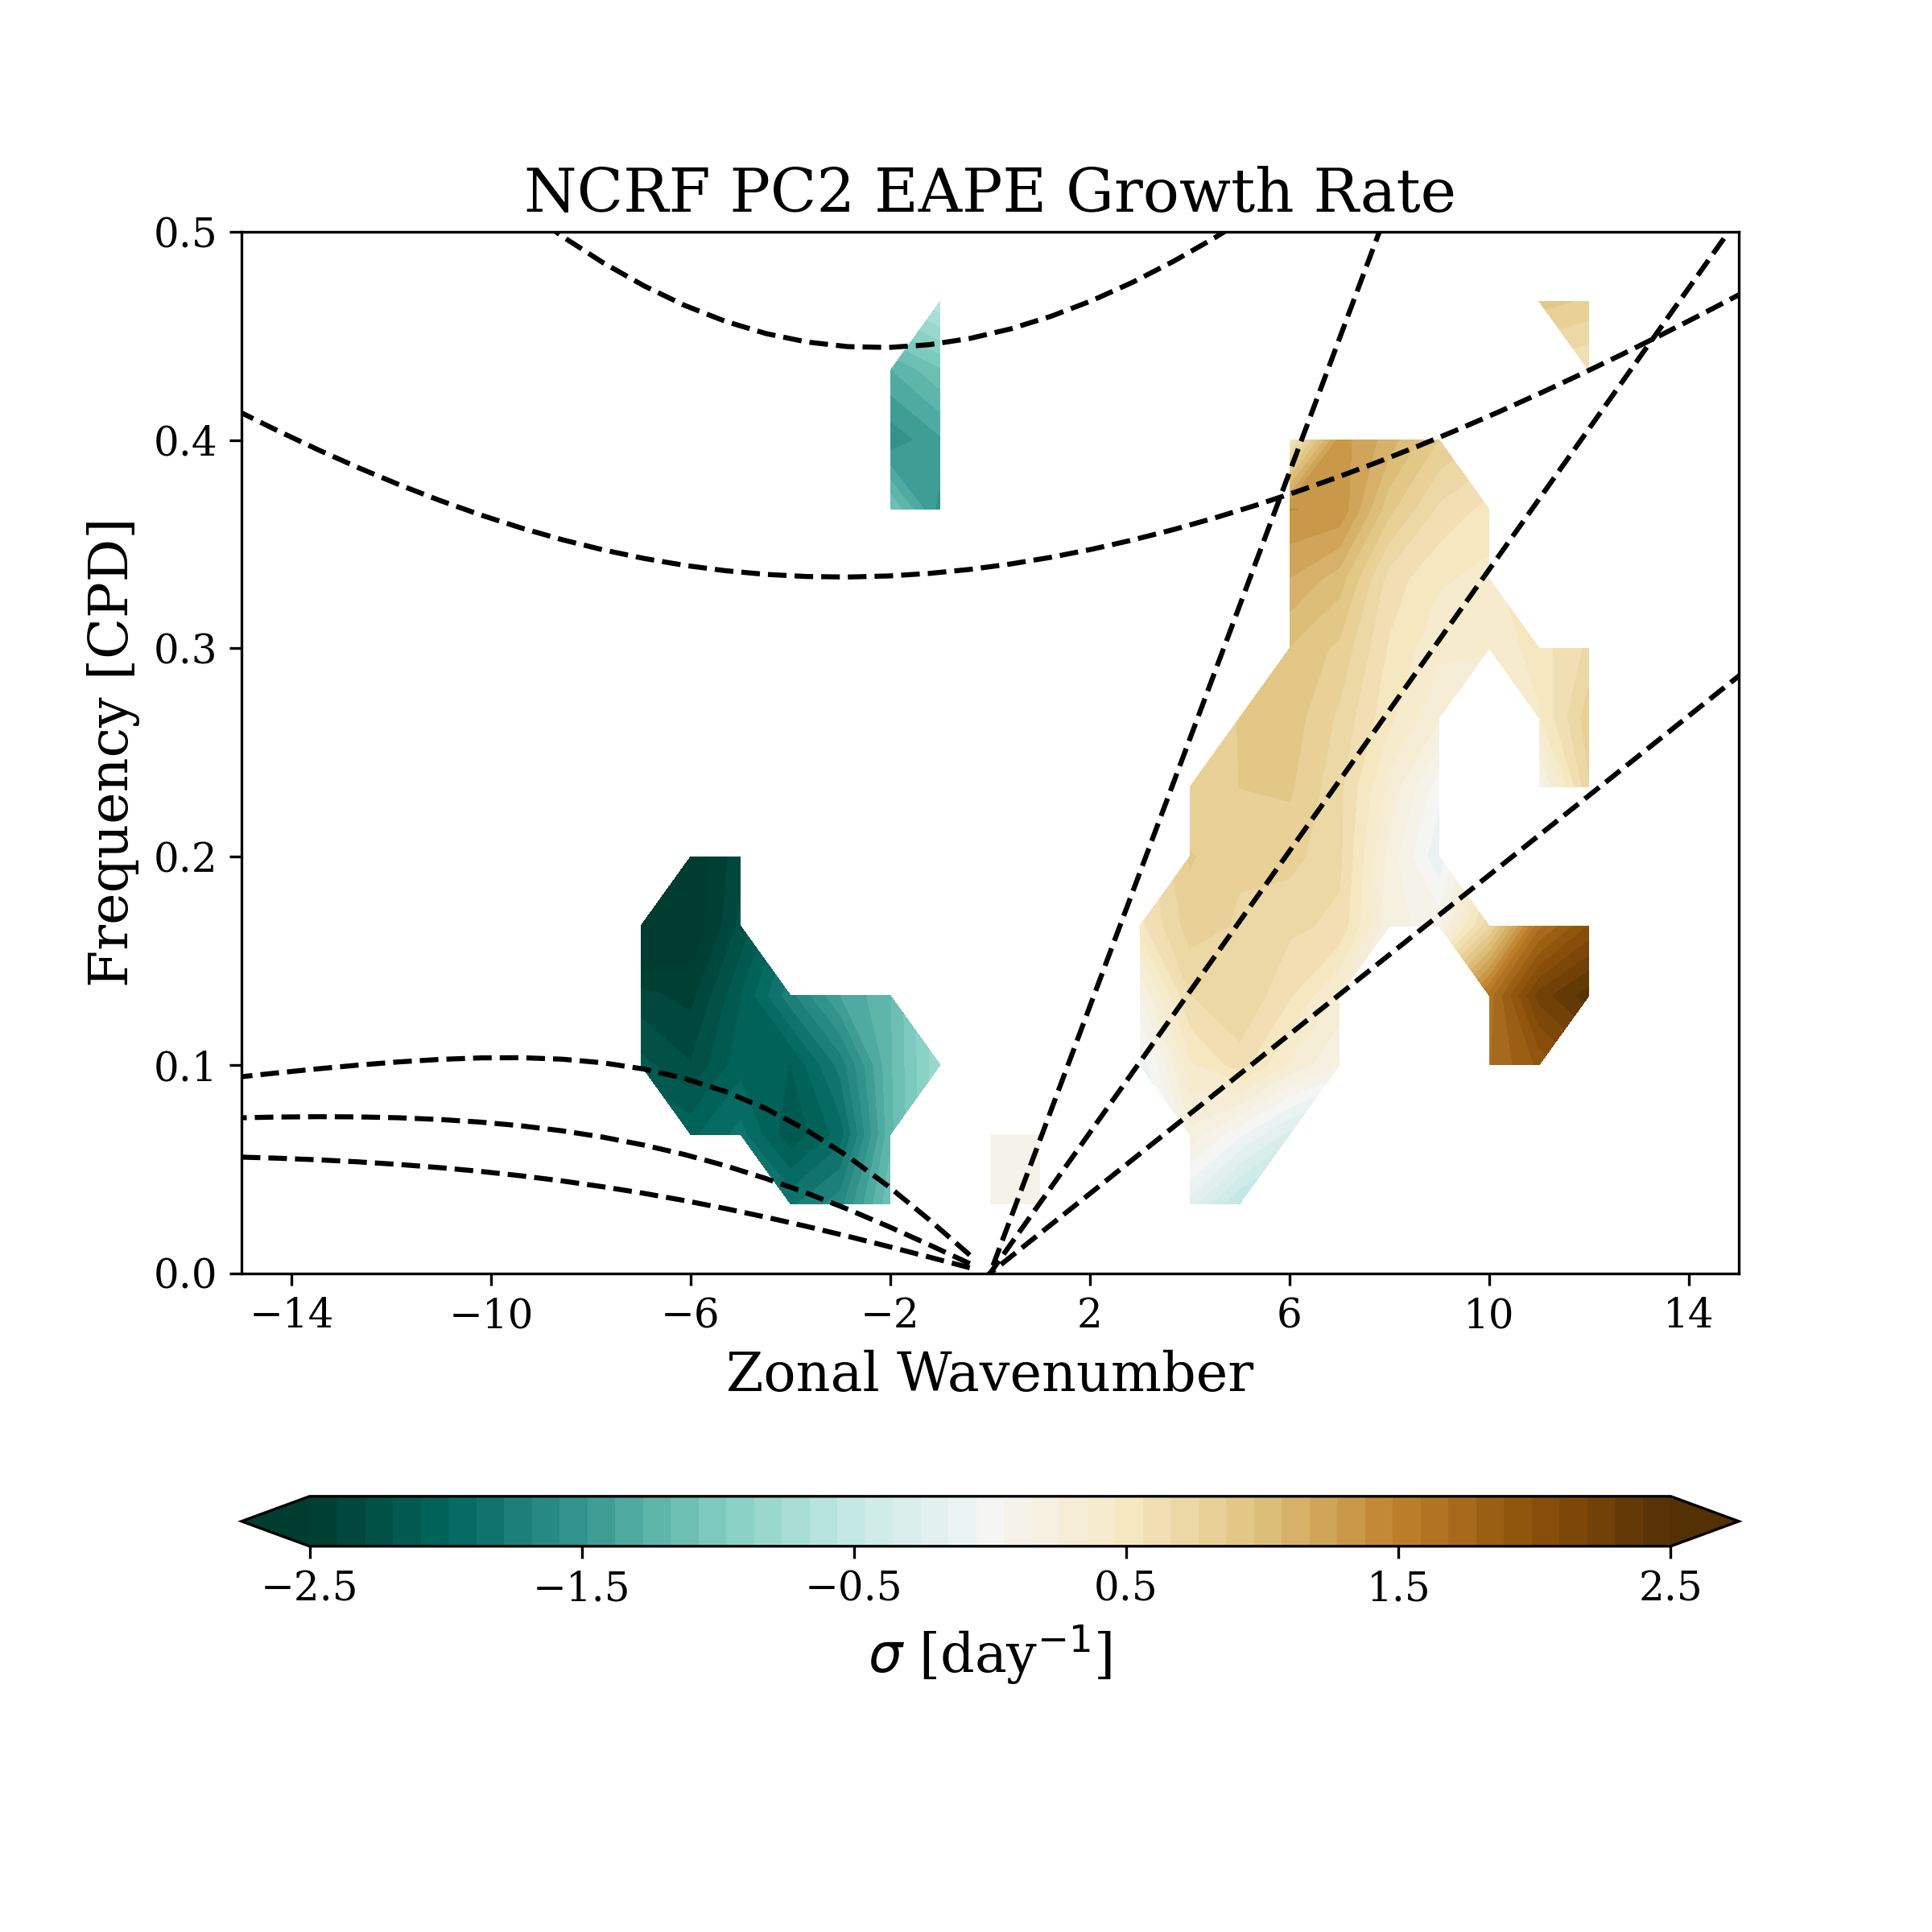 NCRF PC2 EAPE Growth Rate
0.5
0.4
0.3
0.2
0.1
0.0
Frequency [CPD]
−14 −10 −6 −2 2 6 10 14
Zonal Wavenumber
−2.5 −1.5 −0.5 0.5 1.5 2.5
σ [day⁻¹]